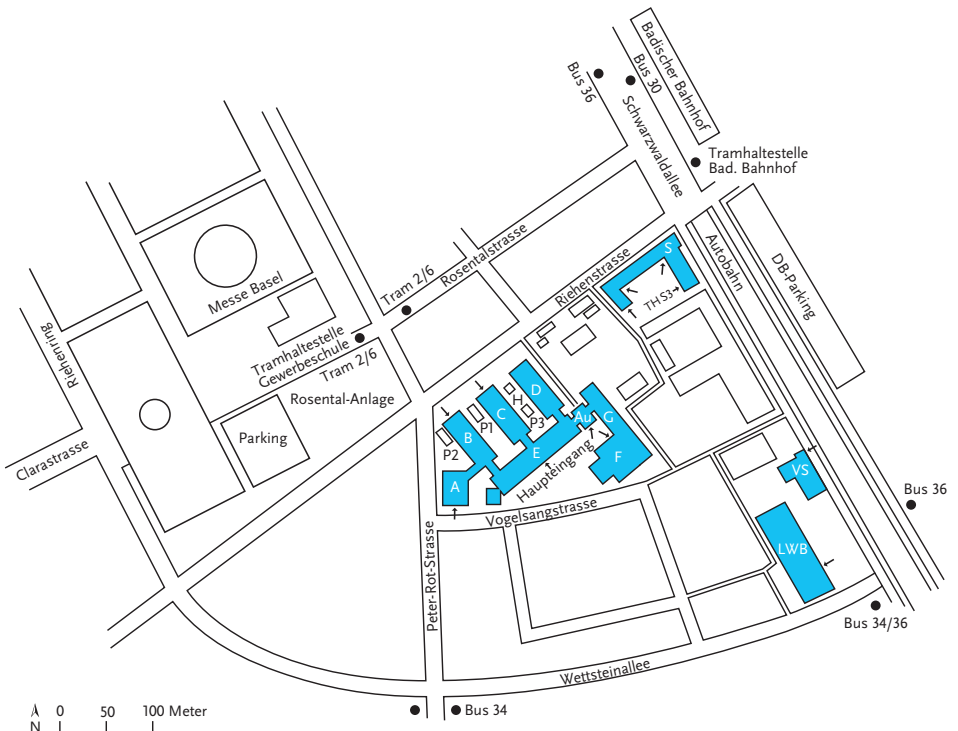 Badischer Bahnhof
Bus 30
Bus 36
Schwarzwaldallee
Tramhaltestelle
Bad. Bahnhof
Autobahn
DB-Parking
Riehenstrasse
S
TH S3
Rosentalstrasse
Tram 2/6
Messe Basel
Tramhaltestelle
Gewerbeschule
Tram 2/6
Rosental-Anlage
Riehenring
Parking
Clarastrasse
D
H
C
P1
P3
B
P2
A
E
Au
G
F
Haupteingang
Vogelsangstrasse
Peter-Rot-Strasse
VS
LWB
Bus 36
Bus 34/36
Wettsteinallee
Bus 34
N
0 50 100 Meter